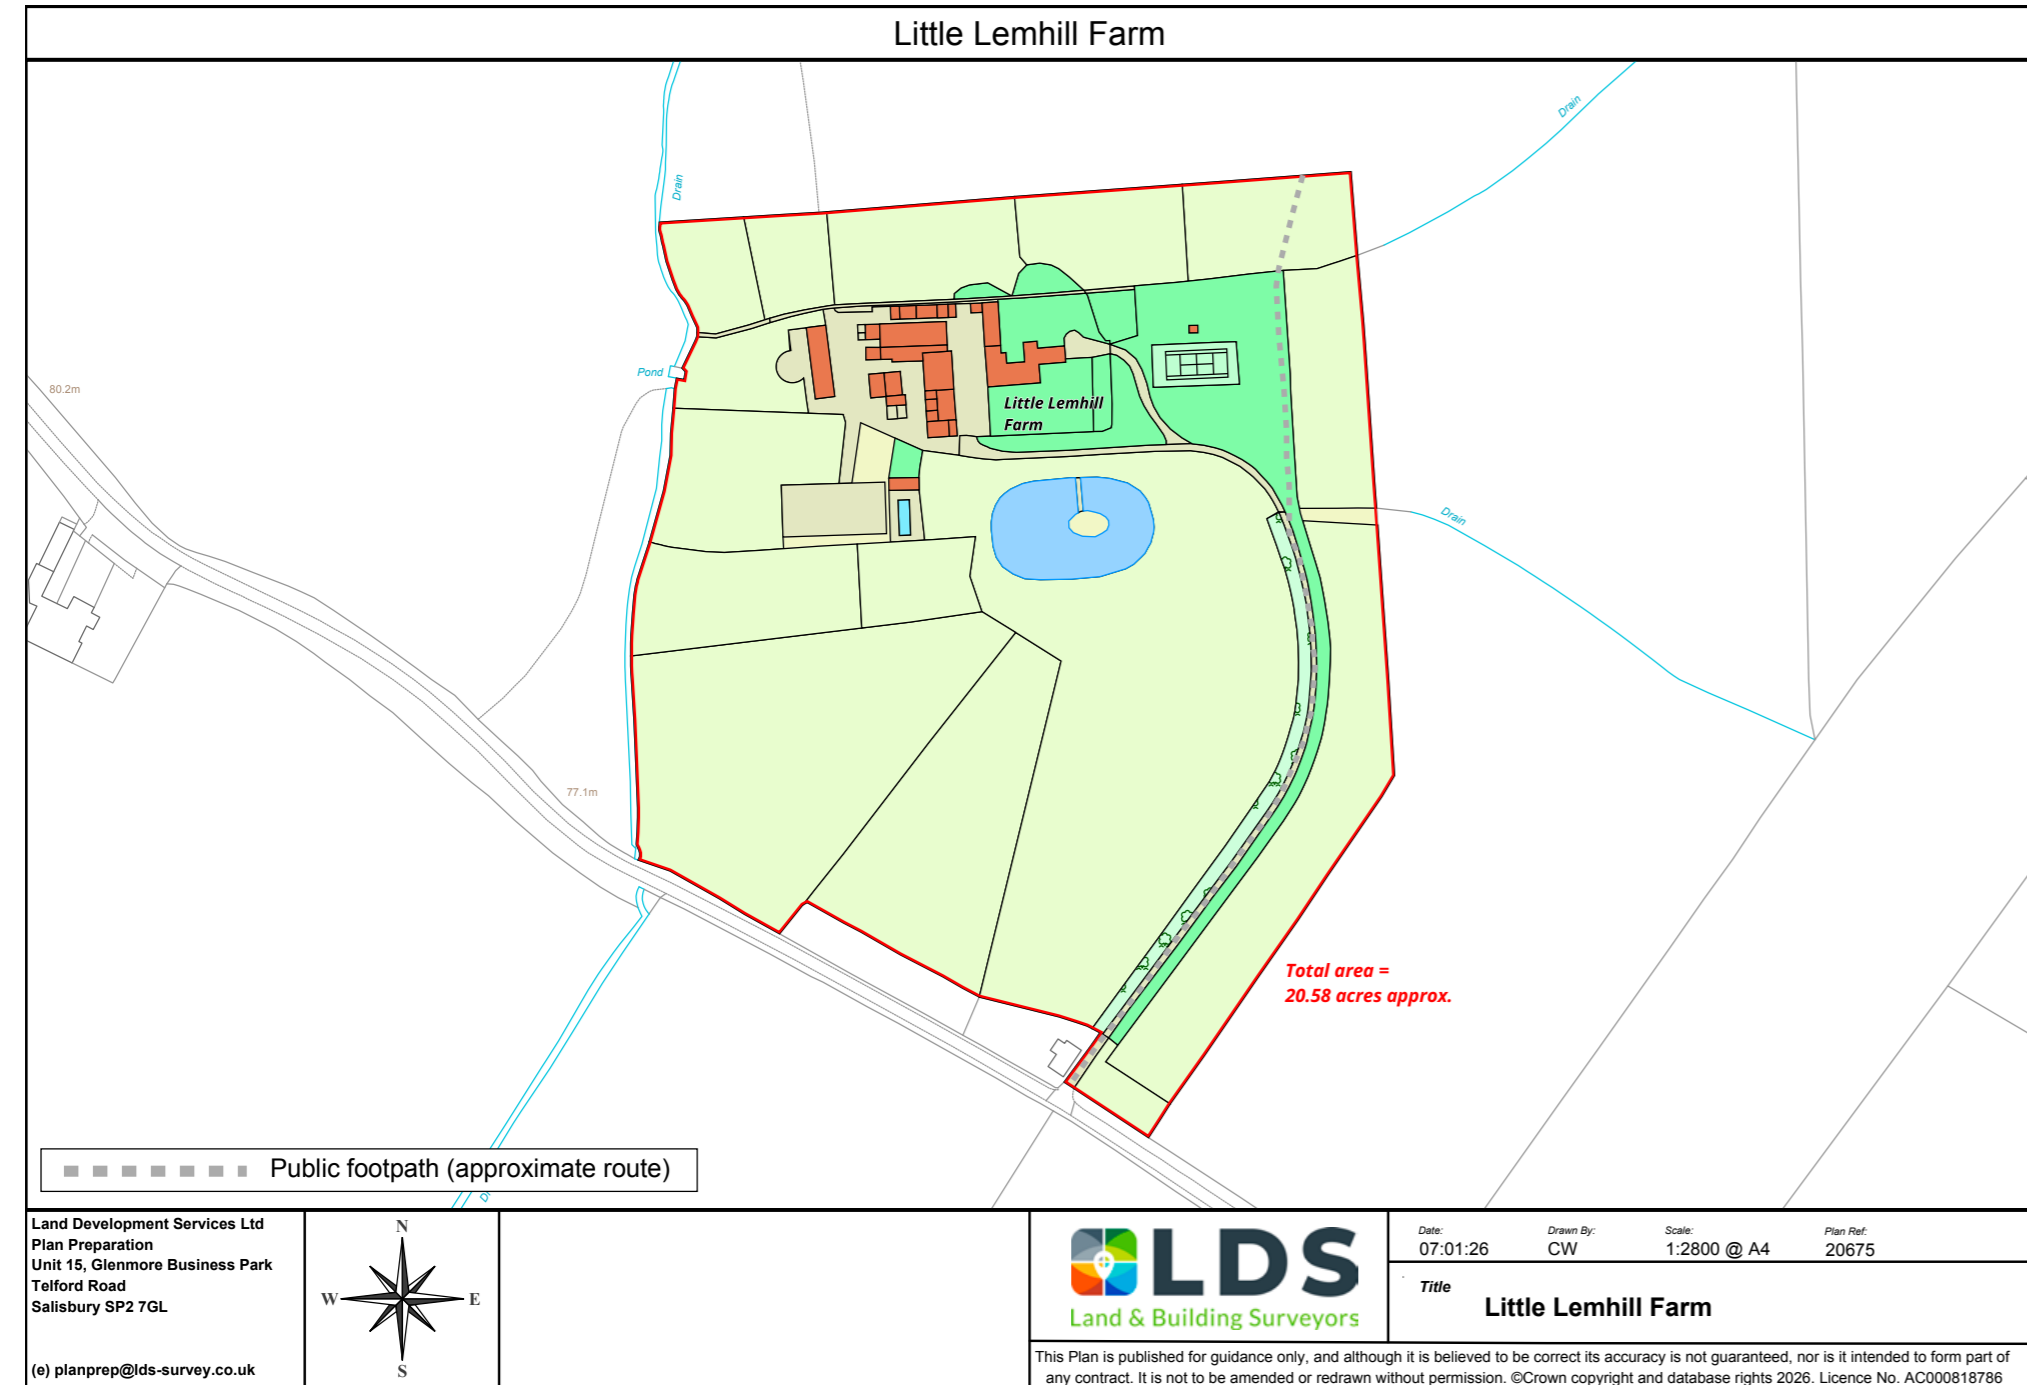 Little Lemhill Farm
Drain
Drain
Pond
80.2m
Little Lemhill
Farm
Drain
77.1m
Total area =
20.58 acres approx.
Public footpath (approximate route)
Land Development Services Ltd
Plan Preparation
Unit 15, Glenmore Business Park
Telford Road
Salisbury SP2 7GL
(e) planprep@lds-survey.co.uk
N
W
E
S
LDS
Land & Building Surveyors
Date:
07:01:26
Drawn By:
CW
Scale:
1:2800 @ A4
Plan Ref:
20675
Title
Little Lemhill Farm
This Plan is published for guidance only, and although it is believed to be correct its accuracy is not guaranteed, nor is it intended to form part of
any contract. It is not to be amended or redrawn without permission. ©Crown copyright and database rights 2026. Licence No. AC000818786